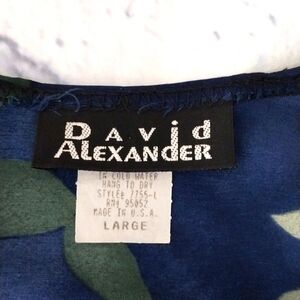 David
Alexander
IN COLD WATER
HANG TO DRY
STYLE# 7755-L
RN# 95052
MADE IN U.S.A.
LARGE